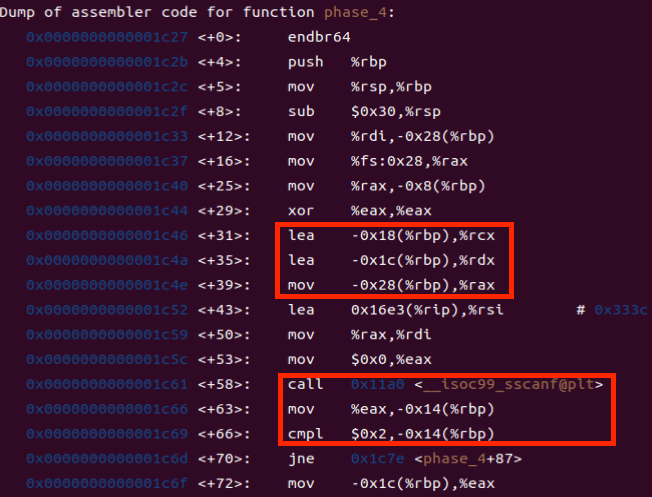 Dump of assembler code for function phase_4:
0x0000000000001c27 <+0>: endbr64
0x0000000000001c2b <+4>: push %rbp
0x0000000000001c2c <+5>: mov %rsp,%rbp
0x0000000000001c2f <+8>: sub $0x30,%rsp
0x0000000000001c33 <+12>: mov %rdi,-0x28(%rbp)
0x0000000000001c37 <+16>: mov %fs:0x28,%rax
0x0000000000001c40 <+25>: mov %rax,-0x8(%rbp)
0x0000000000001c44 <+29>: xor %eax,%eax
0x0000000000001c46 <+31>: lea -0x18(%rbp),%rcx
0x0000000000001c4a <+35>: lea -0x1c(%rbp),%rdx
0x0000000000001c4e <+39>: mov -0x28(%rbp),%rax
0x0000000000001c52 <+43>: lea 0x16e3(%rip),%rsi # 0x333c
0x0000000000001c59 <+50>: mov %rax,%rdi
0x0000000000001c5c <+53>: mov $0x0,%eax
0x0000000000001c61 <+58>: call 0x11a0 <__isoc99_sscanf@plt>
0x0000000000001c66 <+63>: mov %eax,-0x14(%rbp)
0x0000000000001c69 <+66>: cmpl $0x2,-0x14(%rbp)
0x0000000000001c6d <+70>: jne 0x1c7e <phase_4+87>
0x0000000000001c6f <+72>: mov -0x1c(%rbp),%eax